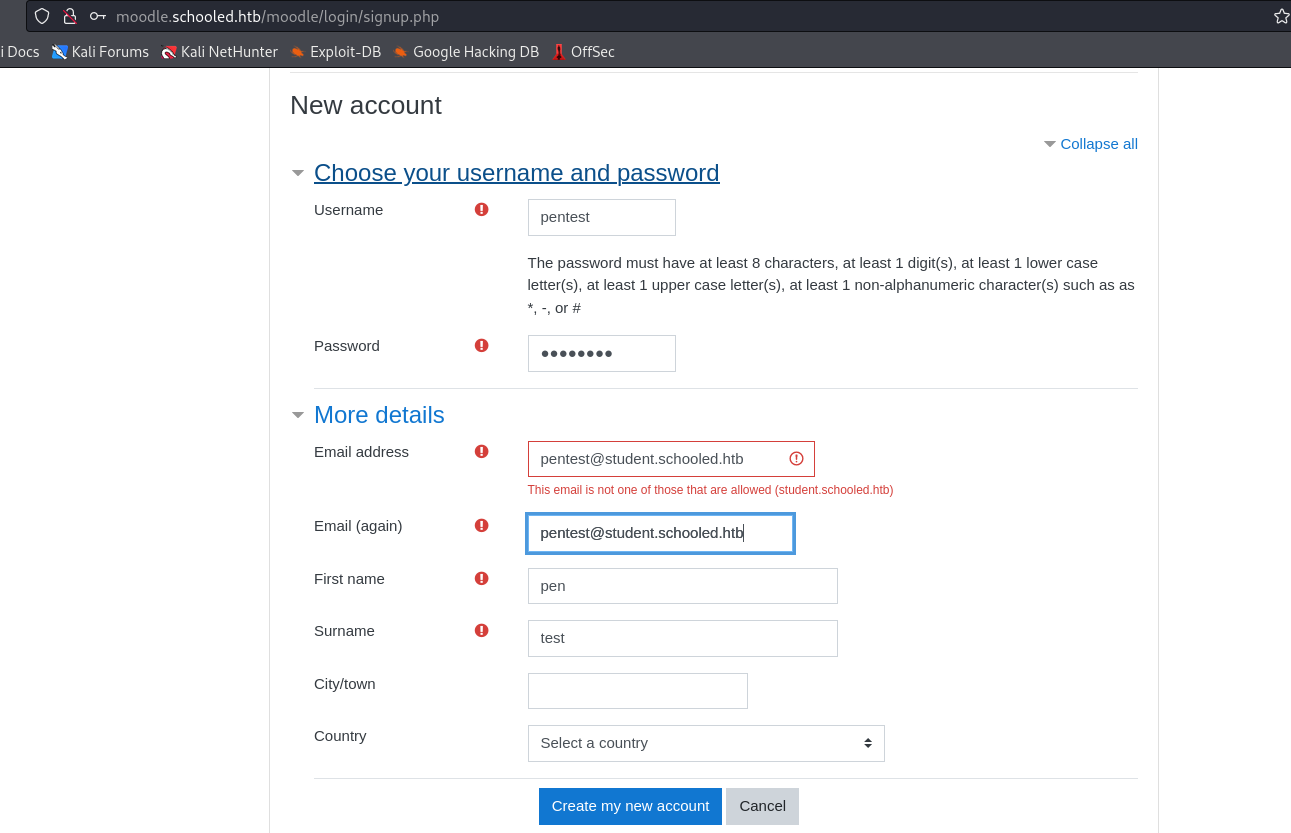 moodle.schooled.htb/moodle/login/signup.php
i Docs Kali Forums Kali NetHunter Exploit-DB Google Hacking DB OffSec
New account
Collapse all
Choose your username and password
Username
pentest
The password must have at least 8 characters, at least 1 digit(s), at least 1 lower case
letter(s), at least 1 upper case letter(s), at least 1 non-alphanumeric character(s) such as as
*, -, or #
Password
●●●●●●●●
More details
Email address
pentest@student.schooled.htb
This email is not one of those that are allowed (student.schooled.htb)
Email (again)
pentest@student.schooled.htb
First name
pen
Surname
test
City/town
Country
Select a country
Create my new account Cancel